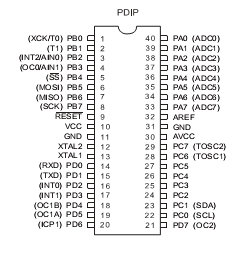 PDIP
(XCK/T0) PB0 1 40 PA0 (ADC0)
(T1) PB1 2 39 PA1 (ADC1)
(INT2/AIN0) PB2 3 38 PA2 (ADC2)
(OC0/AIN1) PB3 4 37 PA3 (ADC3)
(SS) PB4 5 36 PA4 (ADC4)
(MOSI) PB5 6 35 PA5 (ADC5)
(MISO) PB6 7 34 PA6 (ADC6)
(SCK) PB7 8 33 PA7 (ADC7)
RESET 9 32 AREF
VCC 10 31 GND
GND 11 30 AVCC
XTAL2 12 29 PC7 (TOSC2)
XTAL1 13 28 PC6 (TOSC1)
(RXD) PD0 14 27 PC5
(TXD) PD1 15 26 PC4
(INT0) PD2 16 25 PC3
(INT1) PD3 17 24 PC2
(OC1B) PD4 18 23 PC1 (SDA)
(OC1A) PD5 19 22 PC0 (SCL)
(ICP1) PD6 20 21 PD7 (OC2)